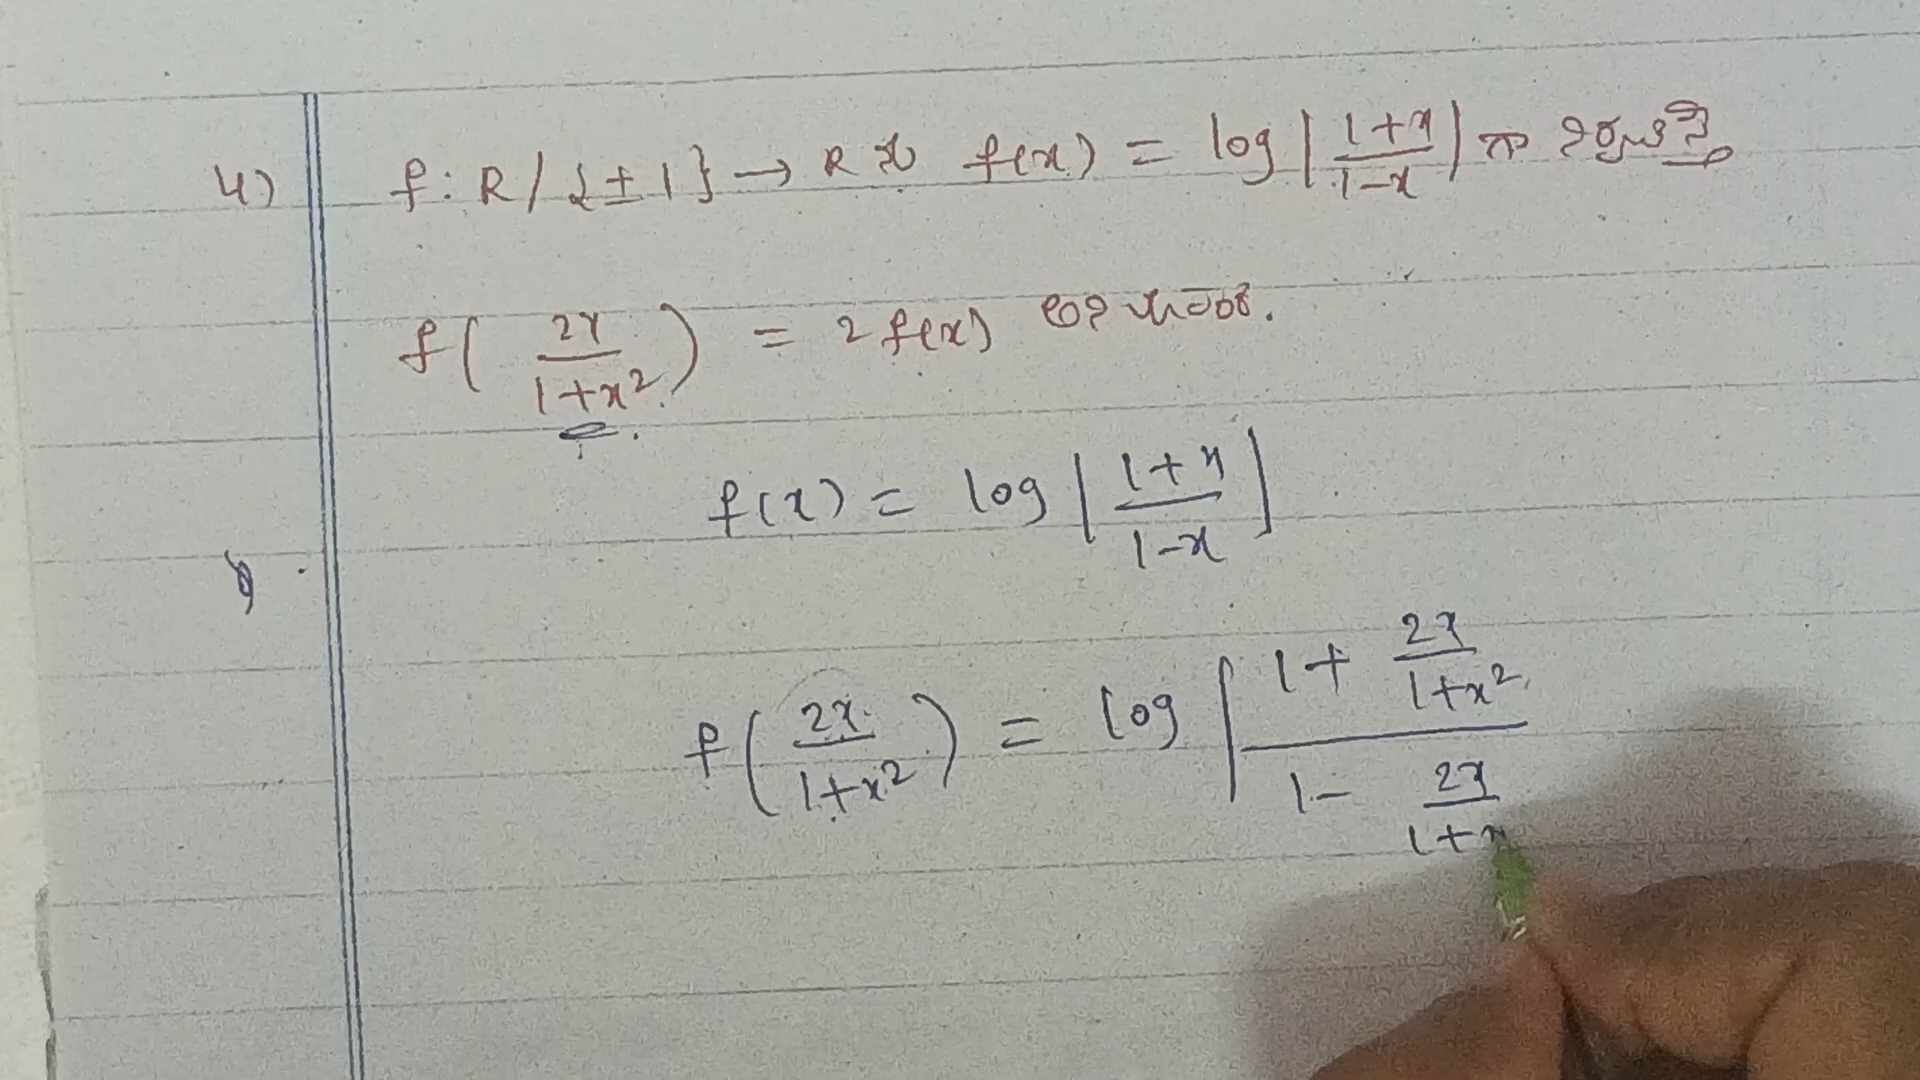 4) f : R / {± 1} → R f(x) = log | (1+x)/(1-x) |
f( 2x/(1+x²) ) = 2 f(x)
f(x) = log | (1+x)/(1-x) |
f( 2x/(1+x²) ) = log | (1 + 2x/(1+x²)) / (1 - 2x/(1+x